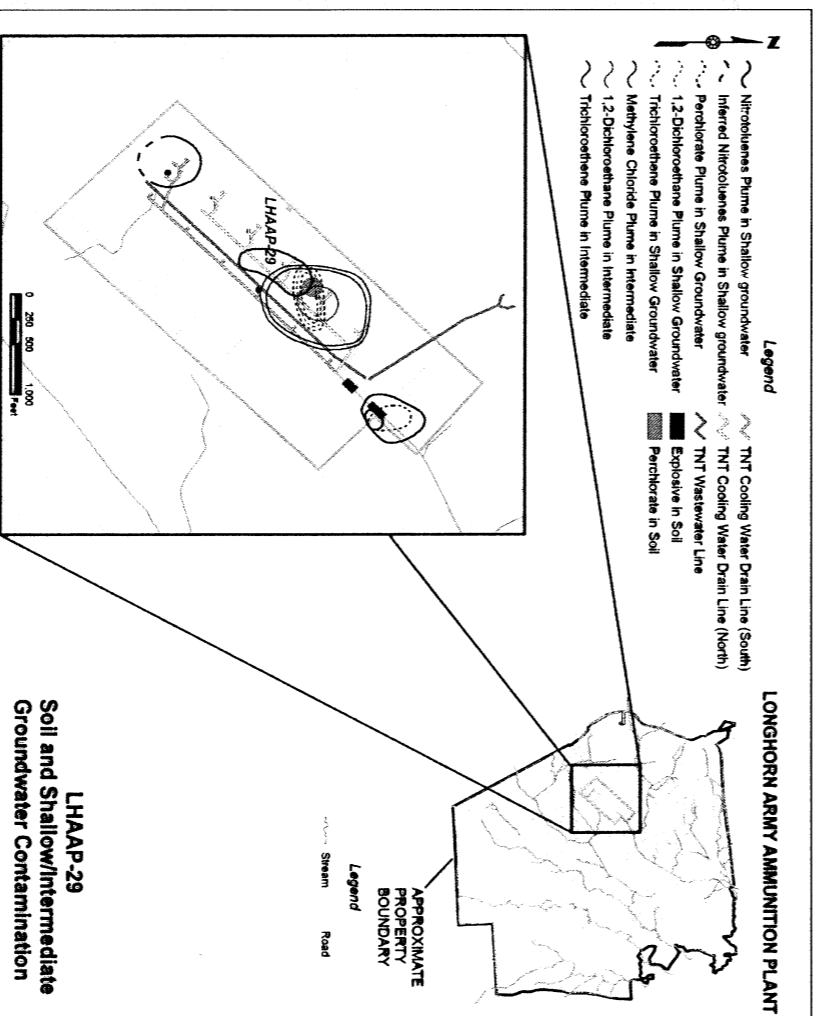 LONGHORN ARMY AMMUNITION PLANT
N
Legend
Nitrotoluenes Plume in Shallow groundwater
Inferred Nitrotoluenes Plume in Shallow groundwater
Perchlorate Plume in Shallow Groundwater
1,2-Dichloroethane Plume in Shallow Groundwater
Trichloroethene Plume in Shallow Groundwater
Methylene Chloride Plume in Intermediate
1,2-Dichloroethane Plume in Intermediate
Trichloroethene Plume in Intermediate
TNT Cooling Water Drain Line (South)
TNT Cooling Water Drain Line (North)
TNT Wastewater Line
Explosive in Soil
Perchlorate in Soil
LHAAP-29
0 250 500 1,000
Feet
APPROXIMATE
PROPERTY
BOUNDARY
Legend
Stream Road
LHAAP-29
Soil and Shallow/Intermediate
Groundwater Contamination